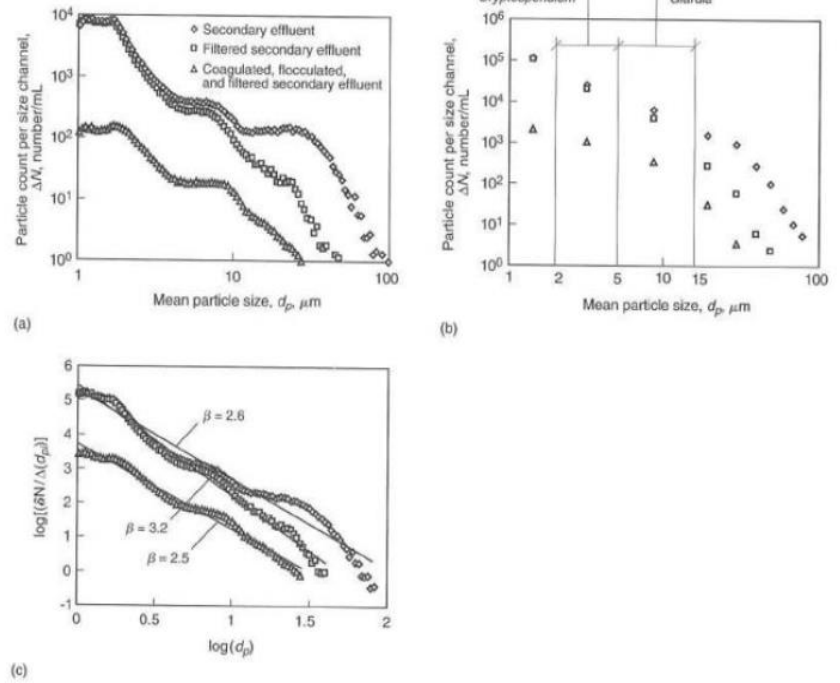 10⁴
10³
10²
10¹
10⁰
1
10
100
Particle count per size channel,
ΔN, number/mL
◇ Secondary effluent
□ Filtered secondary effluent
△ Coagulated, flocculated,
and filtered secondary effluent
Mean particle size, dₚ, μm
(a)
10⁶
10⁵
10⁴
10³
10²
10¹
10⁰
1
2
5
10
15
100
Particle count per size channel,
ΔN, number/mL
Mean particle size, dₚ, μm
(b)
6
5
4
3
2
1
0
-1
0
0.5
1
1.5
2
log[(δN/Δ(dₚᵢ)]
β = 2.6
β = 3.2
β = 2.5
log(dₚ)
(c)